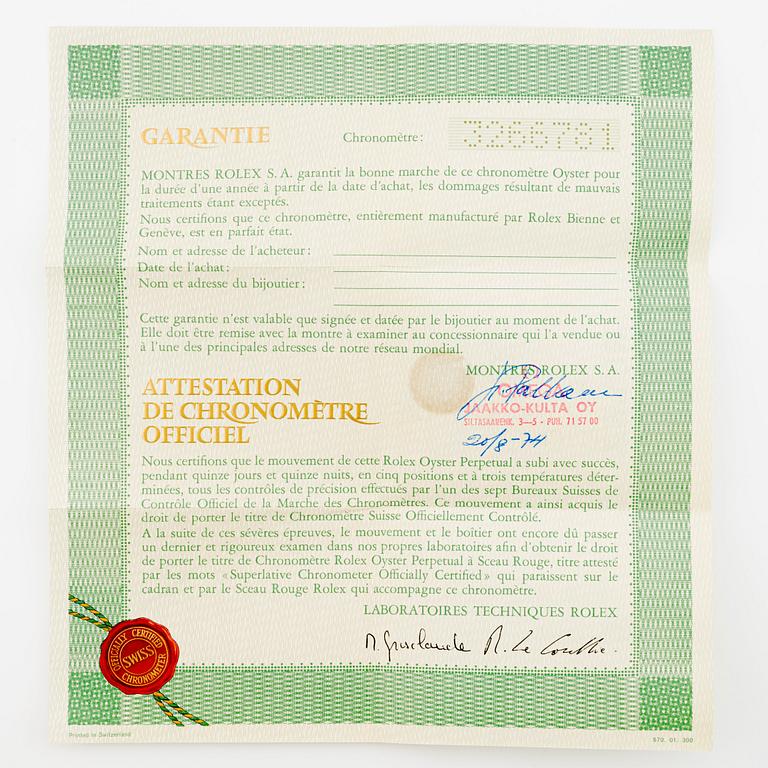 GARANTIE
Chronomètre: 3266781
MONTRES ROLEX S. A. garantit la bonne marche de ce chronomètre Oyster pour
la durée d'une année à partir de la date d'achat, les dommages résultant de mauvais
traitements étant exceptés.
Nous certifions que ce chronomètre, entièrement manufacturé par Rolex Bienne et
Genève, est en parfait état.
Nom et adresse de l'acheteur:
Date de l'achat:
Nom et adresse du bijoutier:
Cette garantie n'est valable que signée et datée par le bijoutier au moment de l'achat.
Elle doit être remise avec la montre à examiner au concessionnaire qui l'a vendue ou
à l'une des principales adresses de notre réseau mondial.
MONTRES ROLEX S. A.
JAAKKO-KULTA OY
SILTASAARENK. 3—5 - PUH. 71 57 00
20/8-74
ATTESTATION
DE CHRONOMÈTRE
OFFICIEL
Nous certifions que le mouvement de cette Rolex Oyster Perpetual a subi avec succès,
pendant quinze jours et quinze nuits, en cinq positions et à trois températures déter-
minées, tous les contrôles de précision effectués par l'un des sept Bureaux Suisses de
Contrôle Officiel de la Marche des Chronomètres. Ce mouvement a ainsi acquis le
droit de porter le titre de Chronomètre Suisse Officiellement Contrôlé.
A la suite de ces sévères épreuves, le mouvement et le boîtier ont encore dû passer
un dernier et rigoureux examen dans nos propres laboratoires afin d'obtenir le droit
de porter le titre de Chronomètre Rolex Oyster Perpetual à Sceau Rouge, titre attesté
par les mots «Superlative Chronometer Officially Certified» qui paraissent sur le
cadran et par le Sceau Rouge Rolex qui accompagne ce chronomètre.
LABORATOIRES TECHNIQUES ROLEX
OFFICIALLY CERTIFIED
SWISS
CHRONOMETER
Printed in Switzerland
570. 01. 300